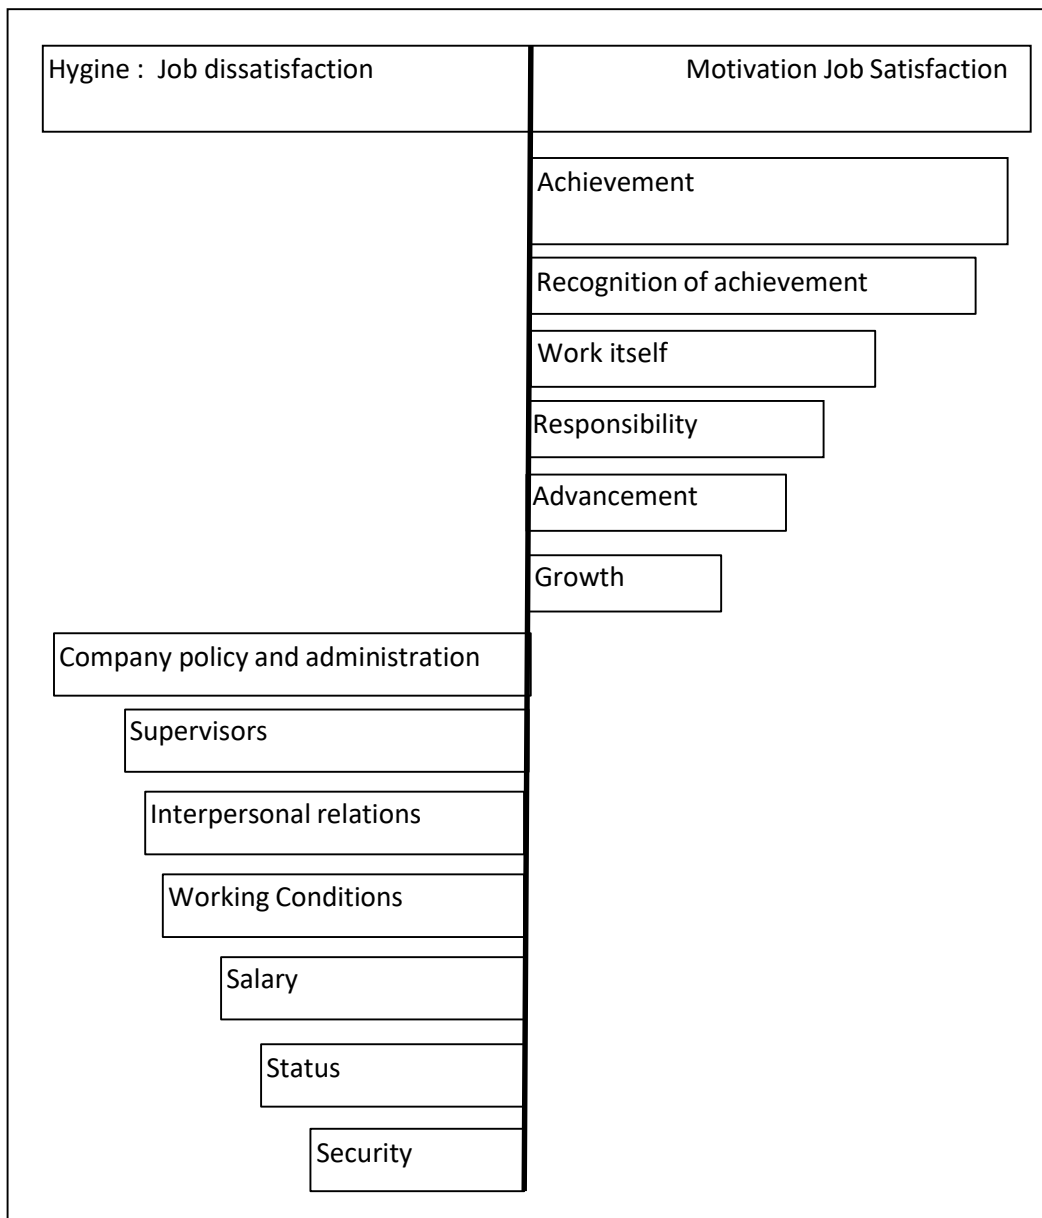 Hygine :  Job dissatisfaction
Motivation Job Satisfaction
Achievement
Recognition of achievement
Work itself
Responsibility
Advancement
Growth
Company policy and administration
Supervisors
Interpersonal relations
Working Conditions
Salary
Status
Security